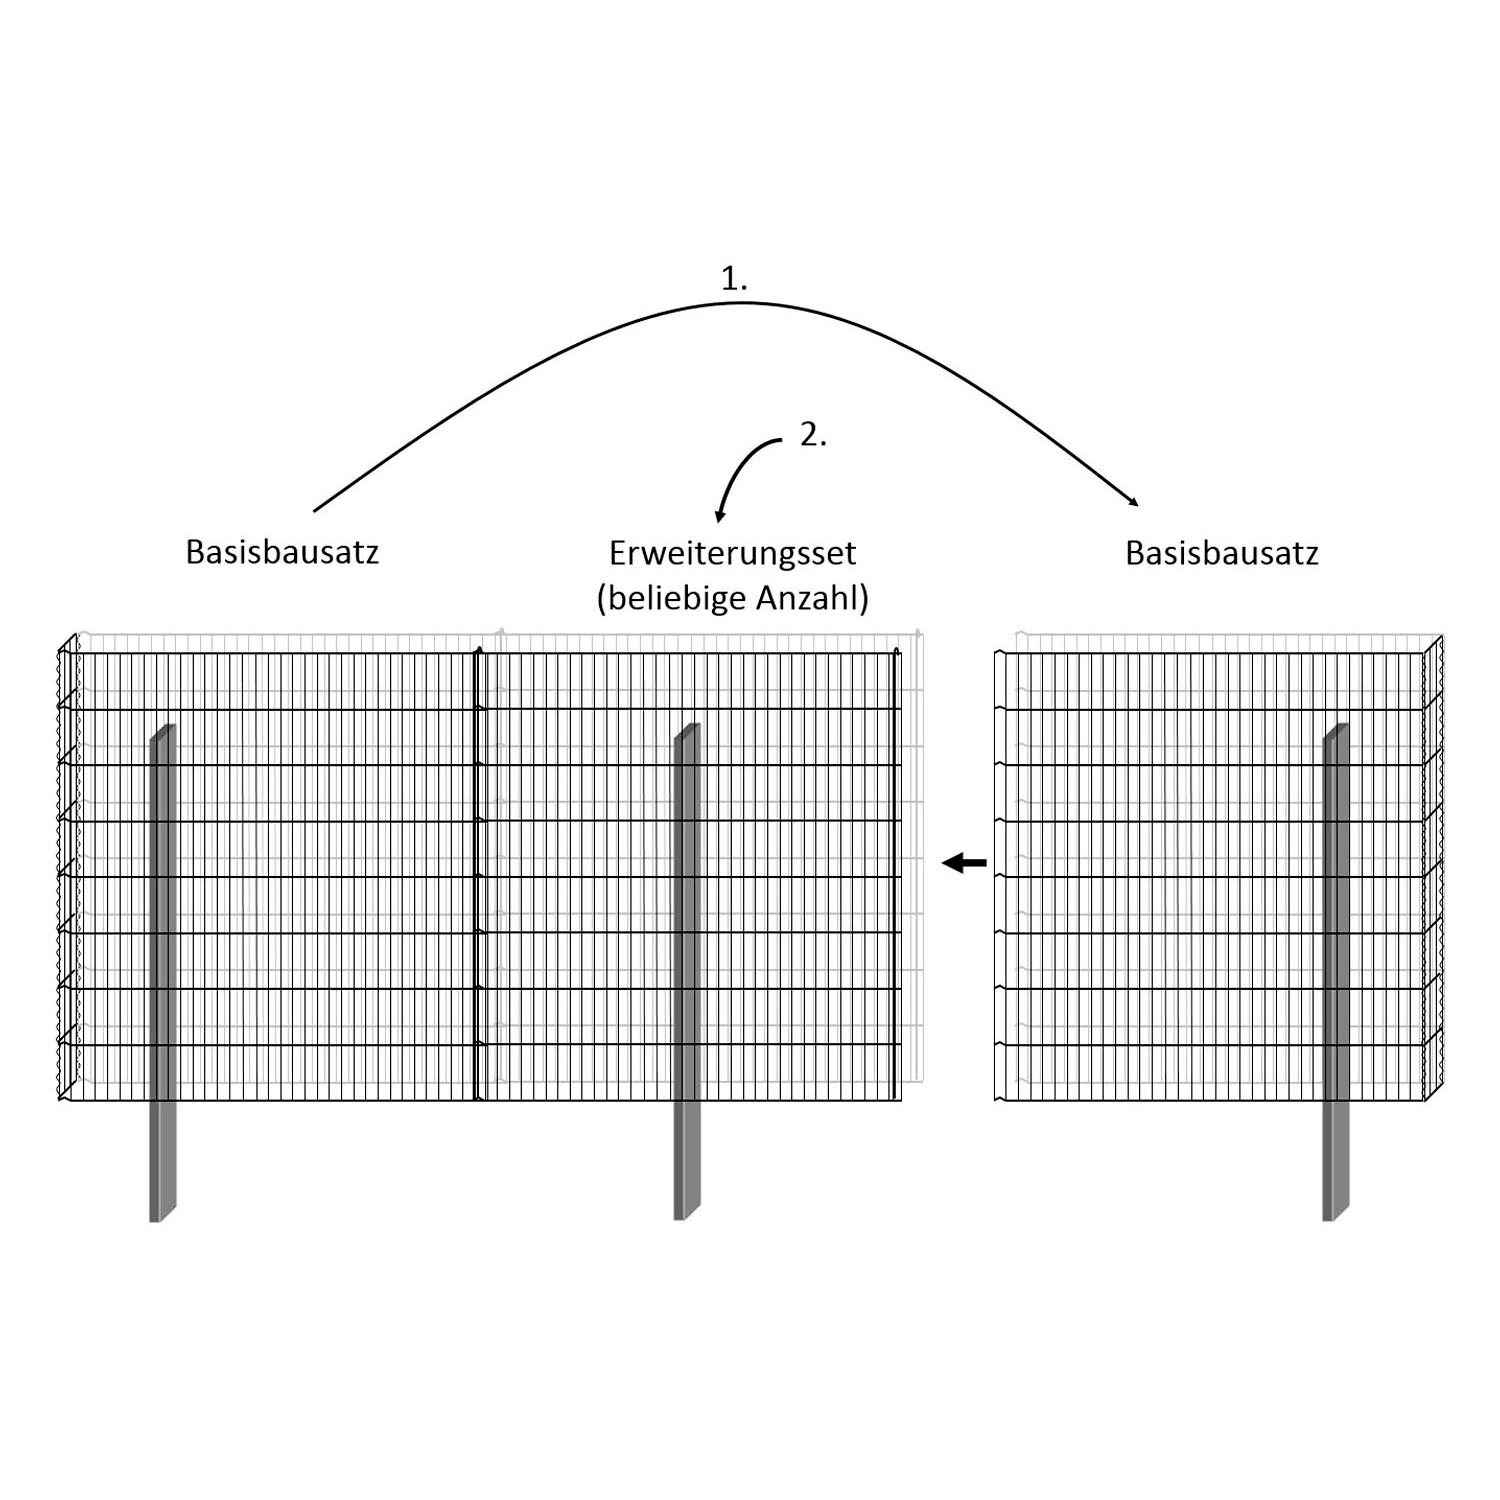 1.
2.
Basisbausatz
Erweiterungsset
(beliebige Anzahl)
Basisbausatz